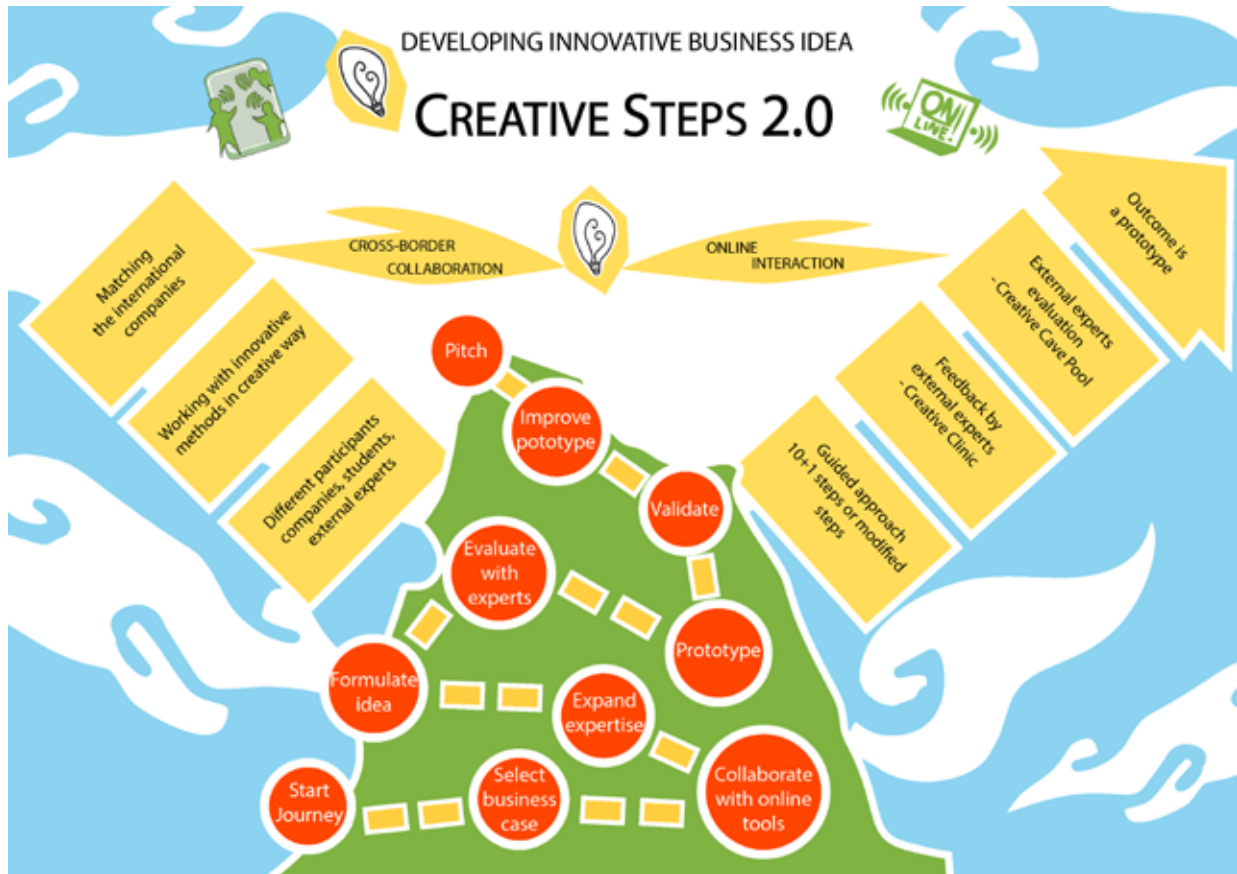 DEVELOPING INNOVATIVE BUSINESS IDEA
CREATIVE STEPS 2.0
ON
LINE!
CROSS-BORDER
COLLABORATION
ONLINE
INTERACTION
Matching
the international
companies
Working with innovative
methods in creative way
Different participants
companies, students,
external experts
Outcome is
a prototype
External experts
evaluation
- Creative Cave Pool
Feedback by
external experts
- Creative Clinic
Guided approach
10+1 steps or modified
steps
Pitch
Improve
pototype
Validate
Evaluate
with
experts
Prototype
Formulate
idea
Expand
expertise
Start
Journey
Select
business
case
Collaborate
with online
tools